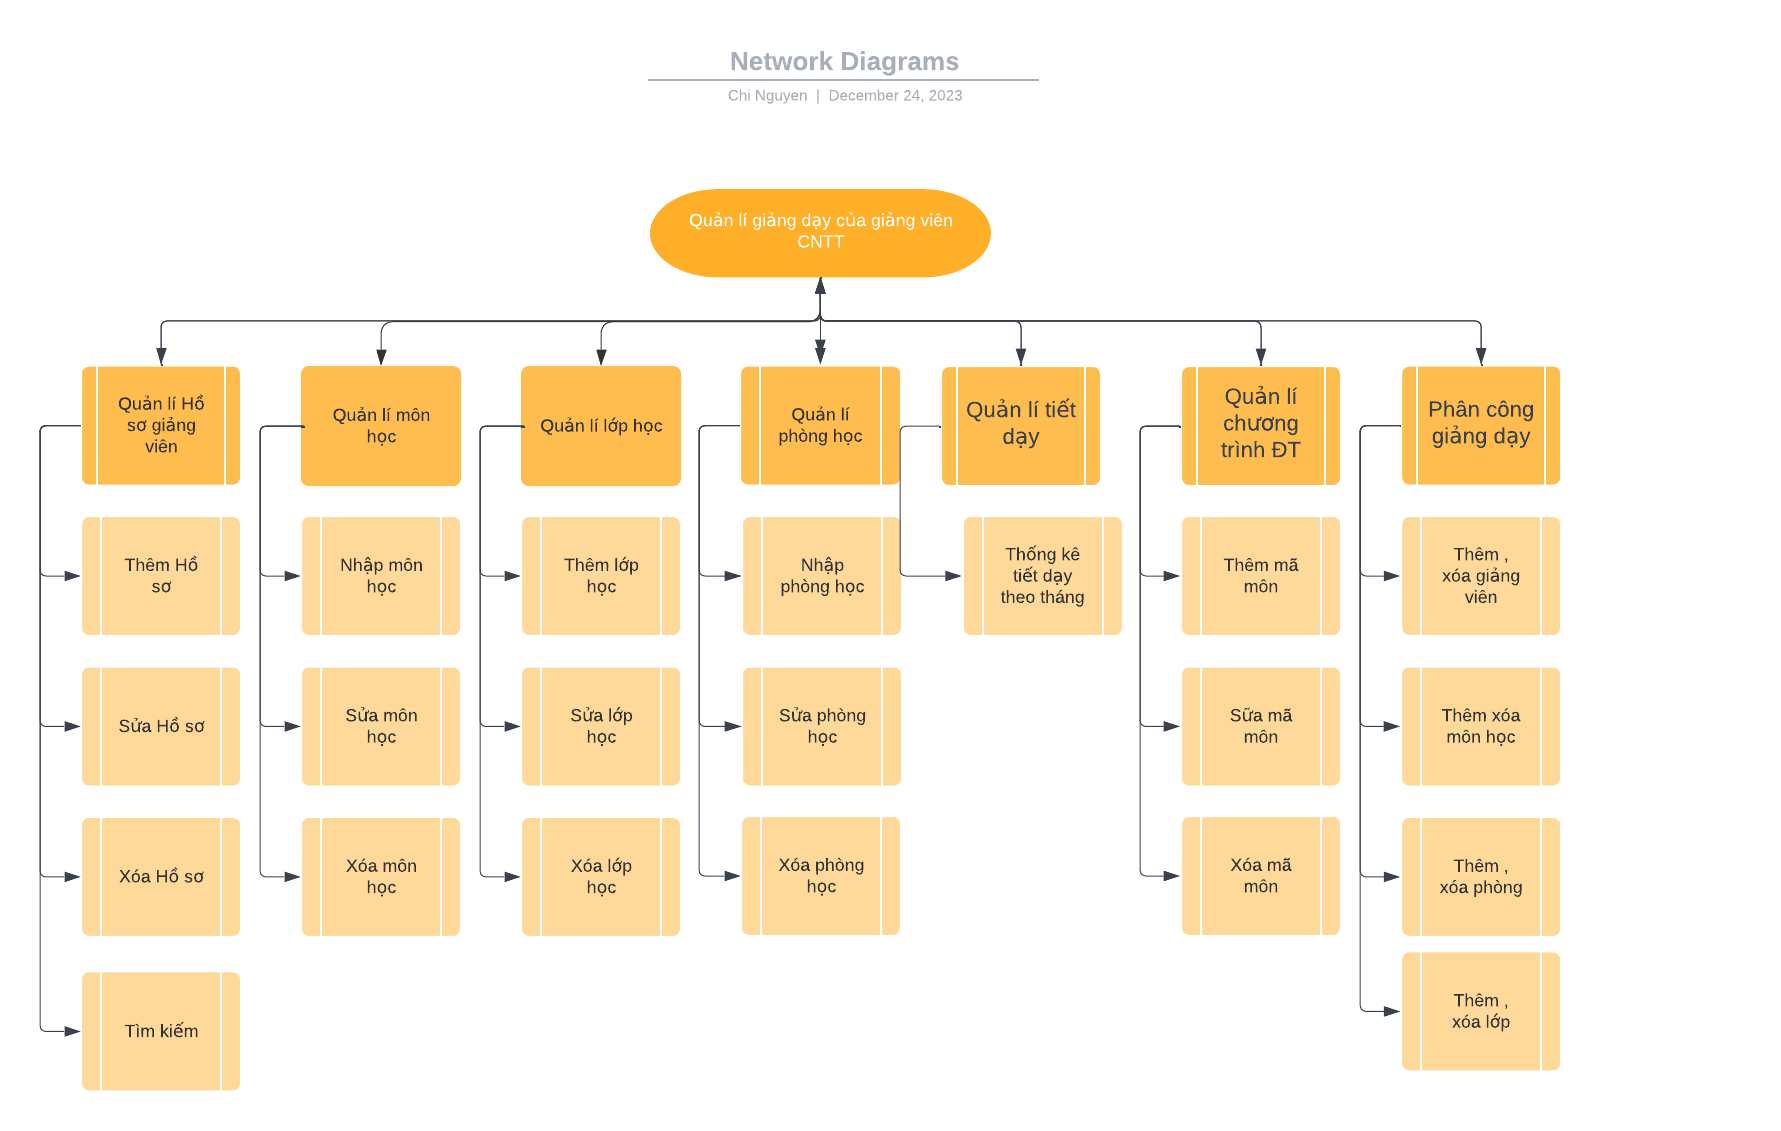 Network Diagrams
Chi Nguyen | December 24, 2023
Quản lí giảng dạy của giảng viên
CNTT
Quản lí Hồ
sơ giảng
viên
Quản lí môn
học
Quản lí lớp học
Quản lí
phòng học
Quản lí tiết
dạy
Quản lí
chương
trình ĐT
Phân công
giảng dạy
Thêm Hồ
sơ
Nhập môn
học
Thêm lớp
học
Nhập
phòng học
Thống kê
tiết dạy
theo tháng
Thêm mã
môn
Thêm ,
xóa giảng
viên
Sửa Hồ sơ
Sửa môn
học
Sửa lớp
học
Sửa phòng
học
Sữa mã
môn
Thêm xóa
môn học
Xóa Hồ sơ
Xóa môn
học
Xóa lớp
học
Xóa phòng
học
Xóa mã
môn
Thêm ,
xóa phòng
Tìm kiếm
Thêm ,
xóa lớp